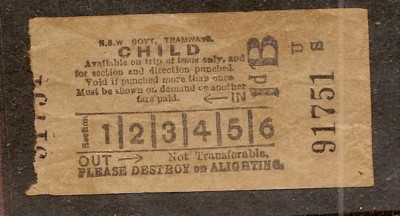 N.S.W GOVT. TRAMWAYS.
CHILD
Available on trip of issue only, and
for section and direction punched.
Void if punched more than once
Must be shown on demand or another
fare paid.
←IN
Section
1 2 3 4 5 6
OUT→ Not Transferable.
PLEASE DESTROY on ALIGHTING.
1d B
U S
91751